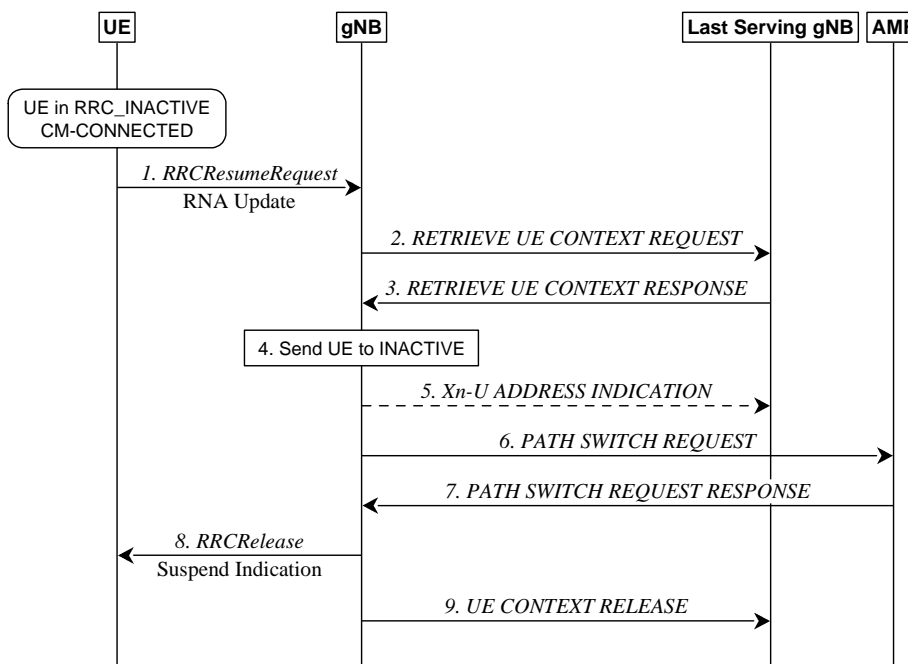 UE
gNB
Last Serving gNB
AMF
UE in RRC_INACTIVE
CM-CONNECTED
1. RRCResumeRequest
RNA Update
2. RETRIEVE UE CONTEXT REQUEST
3. RETRIEVE UE CONTEXT RESPONSE
4. Send UE to INACTIVE
5. Xn-U ADDRESS INDICATION
6. PATH SWITCH REQUEST
7. PATH SWITCH REQUEST RESPONSE
8. RRCRelease
Suspend Indication
9. UE CONTEXT RELEASE